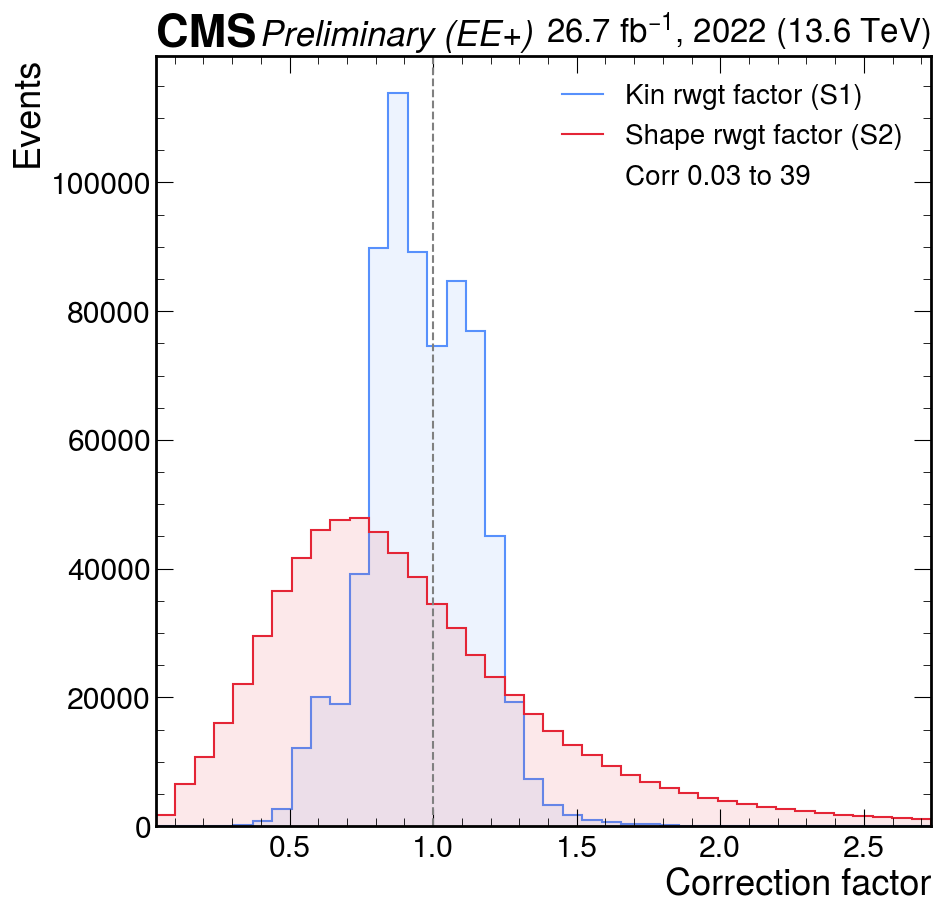 CMS Preliminary (EE+) 26.7 fb⁻¹, 2022 (13.6 TeV)
Events
Kin rwgt factor (S1)
Shape rwgt factor (S2)
Corr 0.03 to 39
100000
80000
60000
40000
20000
0
0.5 1.0 1.5 2.0 2.5
Correction factor